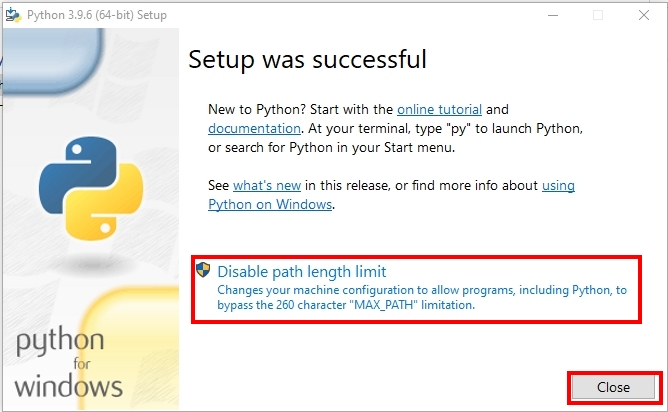 Python 3.9.6 (64-bit) Setup
Setup was successful
New to Python? Start with the online tutorial and
documentation. At your terminal, type "py" to launch Python,
or search for Python in your Start menu.
See what's new in this release, or find more info about using
Python on Windows.
Disable path length limit
Changes your machine configuration to allow programs, including Python, to
bypass the 260 character "MAX_PATH" limitation.
python
for
windows
Close